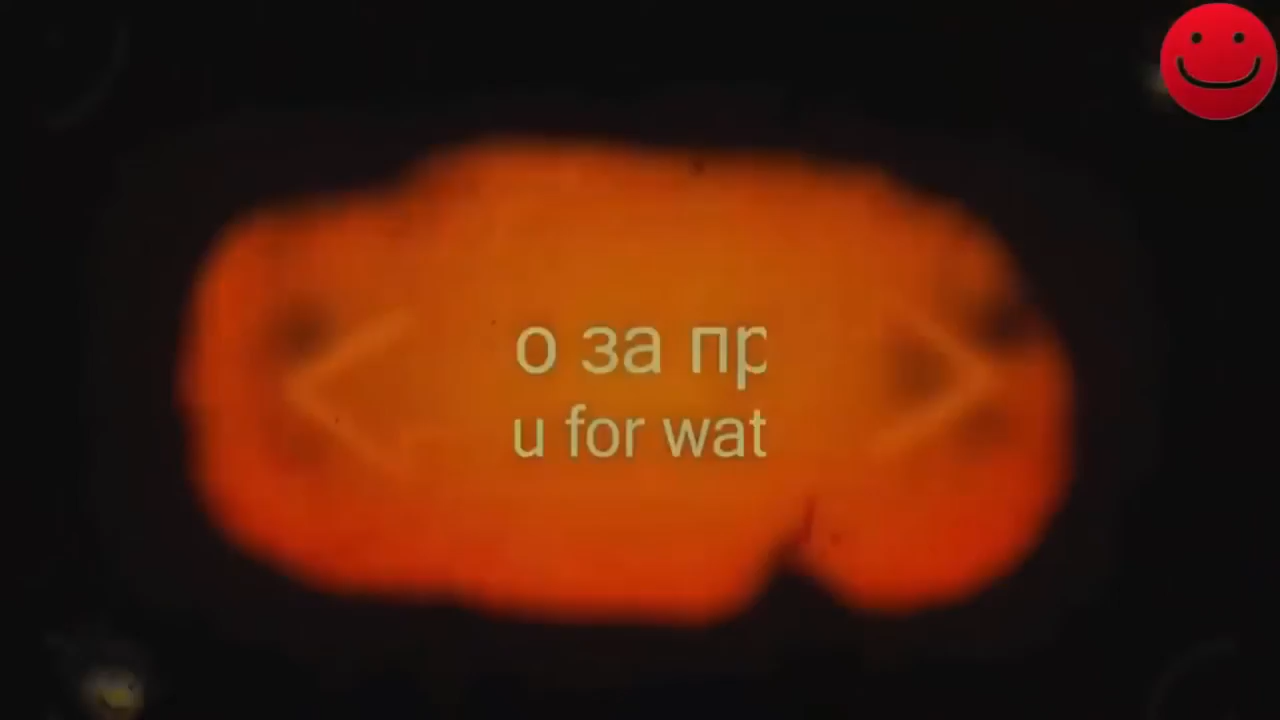 о за пр
u for wat